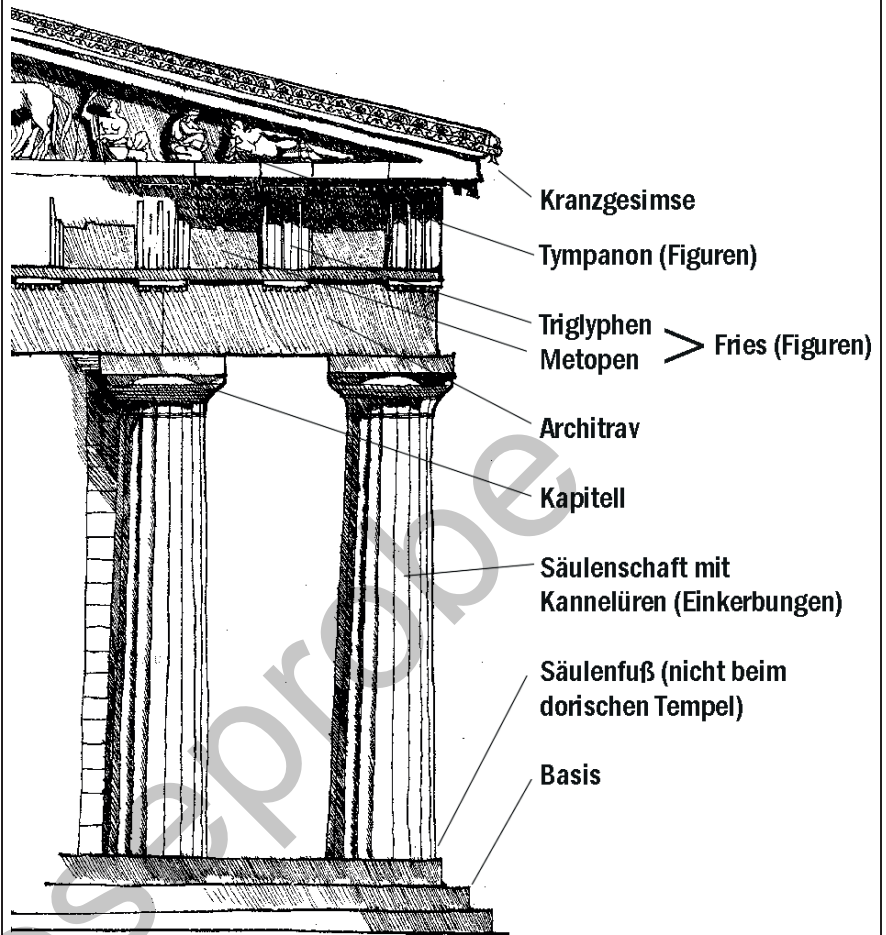 Kranzgesimse
Tympanon (Figuren)
Triglyphen
Metopen
> Fries (Figuren)
Architrav
Kapitell
Säulenschaft mit
Kannelüren (Einkerbungen)
Säulenfuß (nicht beim
dorischen Tempel)
Basis
seprobe